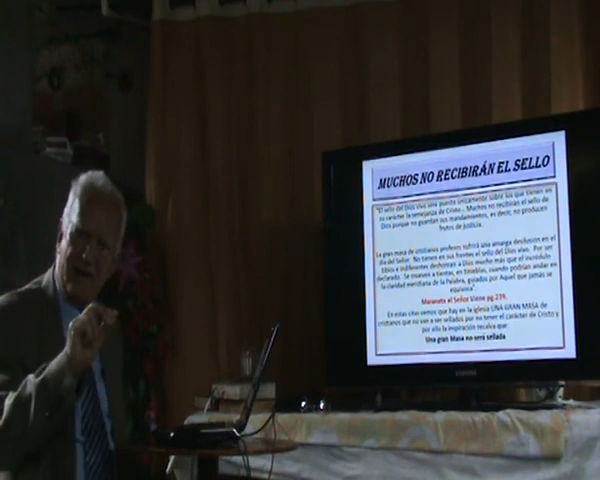 MUCHOS NO RECIBIRÁN EL SELLO
"El sello del Dios vivo será puesto únicamente sobre los que tienen en
su carácter la semejanza de Cristo... Muchos no recibirán el sello de
Dios porque no guardan sus mandamientos, es decir, no producen
frutos de justicia.
La gran masa de cristianos profesos sufrirá una amarga desilusión en el
día del Señor. No tienen en sus frentes el sello del Dios vivo. Por ser
tibios e indiferentes deshonran a Dios mucho más que el incrédulo
declarado. Se mueven a tientas, en tinieblas, cuando podrían andar en
la claridad meridiana de la Palabra, guiados por Aquel que jamás se
equivoca".
Maranata el Señor Viene pg.239.
En estas citas vemos que hay en la iglesia UNA GRAN MASA de
cristianos que no van a ser sellados por no tener el carácter de Cristo y
por ello la inspiración recalca que:
Una gran Masa no será sellada
SAMSUNG